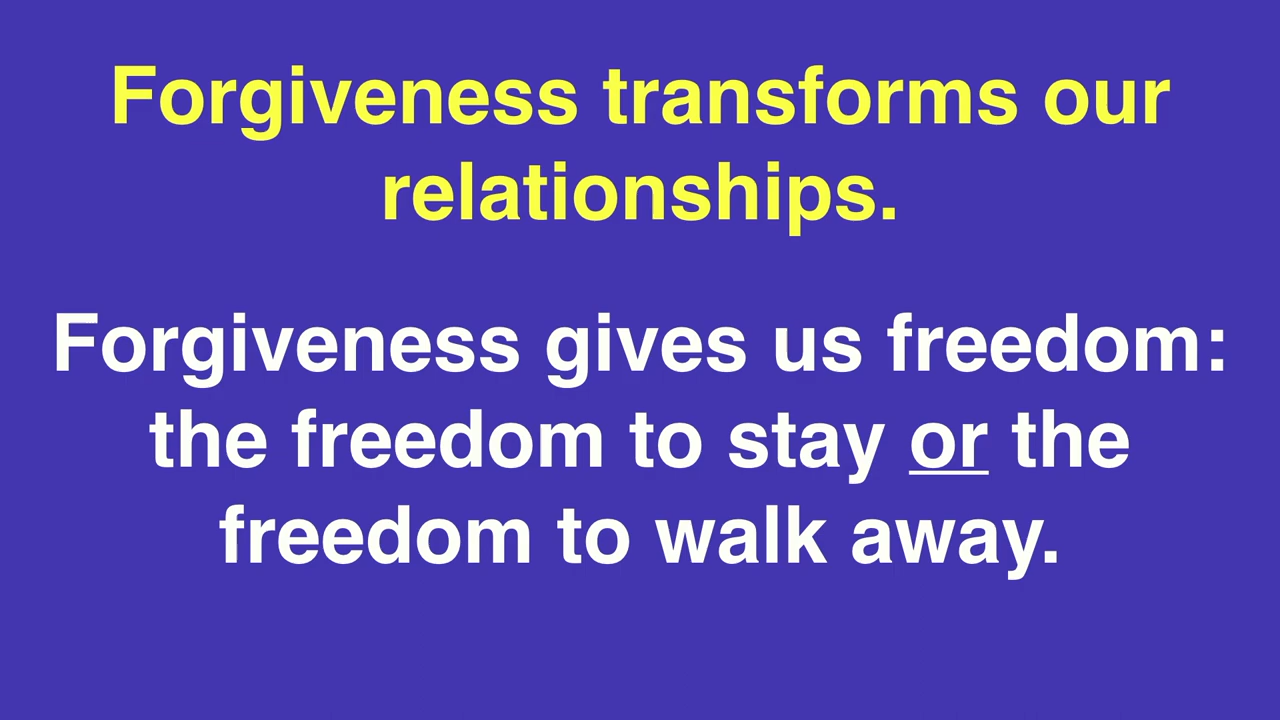 Forgiveness transforms our
relationships.
Forgiveness gives us freedom:
the freedom to stay or the
freedom to walk away.